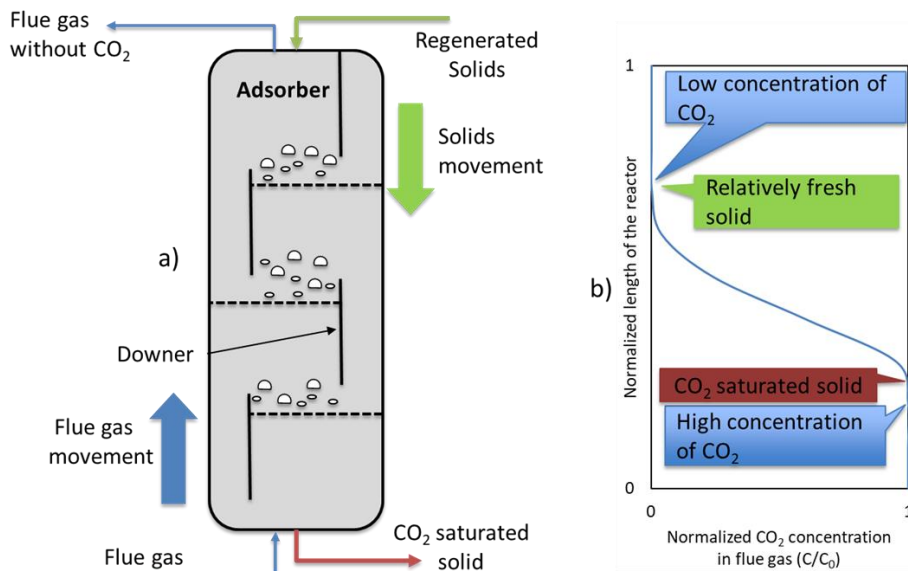 Flue gas
without CO₂
Regenerated
Solids
Adsorber
Solids
movement
a)
Downer
Flue gas
movement
Flue gas
CO₂ saturated
solid
b)
Normalized length of the reactor
1
0
Low concentration of
CO₂
Relatively fresh
solid
CO₂ saturated solid
High concentration
of CO₂
0
1
Normalized CO₂ concentration
in flue gas (C/C₀)